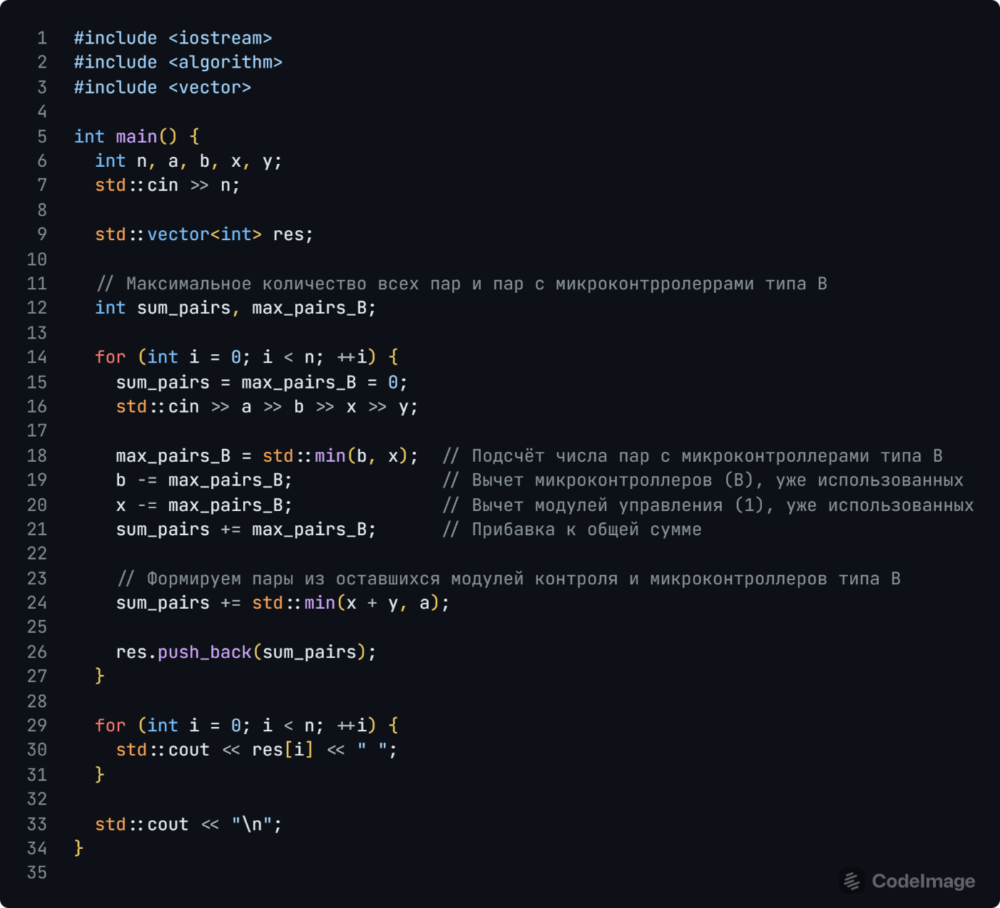 1 #include <iostream>
2 #include <algorithm>
3 #include <vector>
4
5 int main() {
6   int n, a, b, x, y;
7   std::cin >> n;
8
9   std::vector<int> res;
10
11   // Максимальное количество всех пар и пар с микроконтрролеррами типа B
12   int sum_pairs, max_pairs_B;
13
14   for (int i = 0; i < n; ++i) {
15     sum_pairs = max_pairs_B = 0;
16     std::cin >> a >> b >> x >> y;
17
18     max_pairs_B = std::min(b, x);  // Подсчёт числа пар с микроконтроллерами типа B
19     b -= max_pairs_B;              // Вычет микроконтроллеров (B), уже использованных
20     x -= max_pairs_B;              // Вычет модулей управления (1), уже использованных
21     sum_pairs += max_pairs_B;      // Прибавка к общей сумме
22
23     // Формируем пары из оставшихся модулей контроля и микроконтроллеров типа B
24     sum_pairs += std::min(x + y, a);
25
26     res.push_back(sum_pairs);
27   }
28
29   for (int i = 0; i < n; ++i) {
30     std::cout << res[i] << " ";
31   }
32
33   std::cout << "\n";
34 }
35
CodeImage